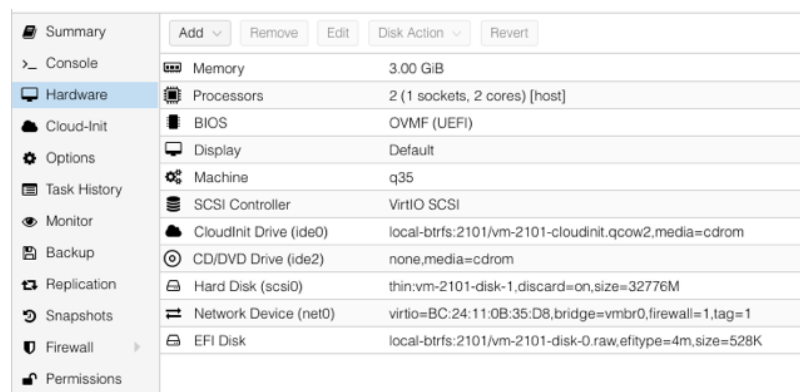 Summary
Console
Hardware
Cloud-Init
Options
Task History
Monitor
Backup
Replication
Snapshots
Firewall
Permissions
Add Remove Edit Disk Action Revert
Memory 3.00 GiB
Processors 2 (1 sockets, 2 cores) [host]
BIOS OVMF (UEFI)
Display Default
Machine q35
SCSI Controller VirtIO SCSI
CloudInit Drive (ide0) local-btrfs:2101/vm-2101-cloudinit.qcow2,media=cdrom
CD/DVD Drive (ide2) none,media=cdrom
Hard Disk (scsi0) thin:vm-2101-disk-1,discard=on,size=32776M
Network Device (net0) virtio=BC:24:11:0B:35:D8,bridge=vmbr0,firewall=1,tag=1
EFI Disk local-btrfs:2101/vm-2101-disk-0.raw,efitype=4m,size=528K